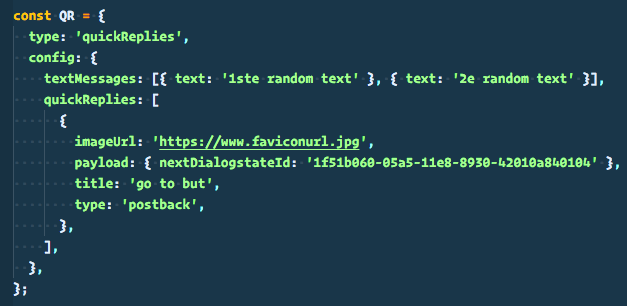 const QR = {
  type: 'quickReplies',
  config: {
    textMessages: [{ text: '1ste random text' }, { text: '2e random text' }],
    quickReplies: [
      {
        imageUrl: 'https://www.faviconurl.jpg',
        payload: { nextDialogstateId: '1f51b060-05a5-11e8-8930-42010a840104' },
        title: 'go to but',
        type: 'postback',
      },
    ],
  },
};